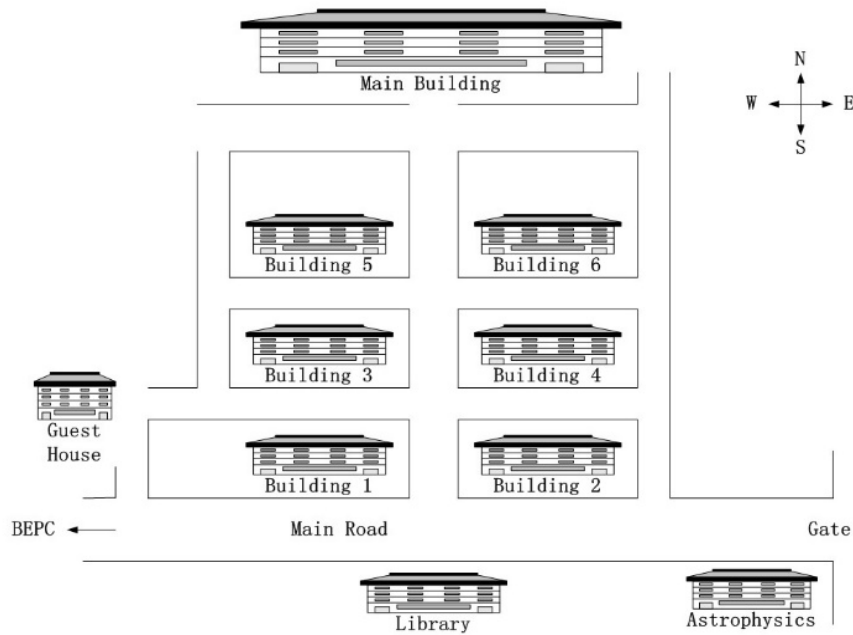 Main Building
N
W E
S
Building 5 Building 6
Building 3 Building 4
Guest
House
Building 1 Building 2
BEPC Main Road Gate
Library
Astrophysics